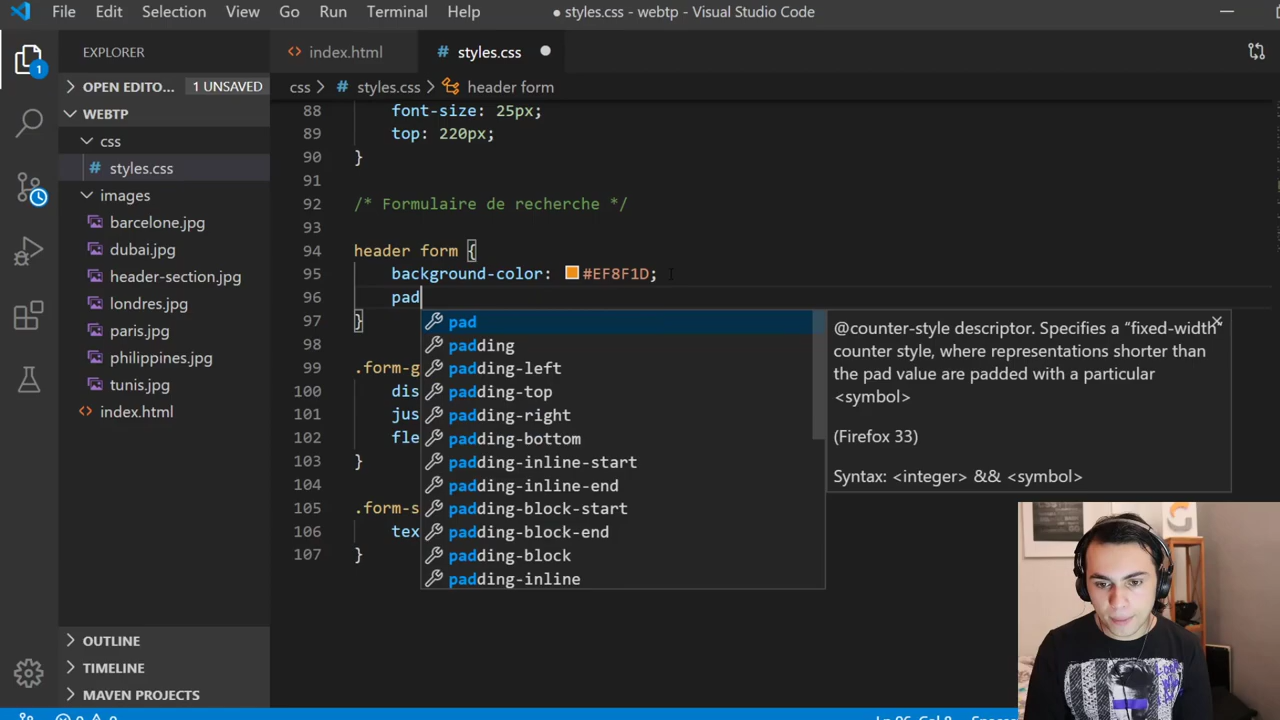 File Edit Selection View Go Run Terminal Help ● styles.css - webtp - Visual Studio Code
EXPLORER
<> index.html # styles.css ●
OPEN EDITO... 1 UNSAVED
css > # styles.css > header form
WEBTP
css
# styles.css
images
barcelone.jpg
dubai.jpg
header-section.jpg
londres.jpg
paris.jpg
philippines.jpg
tunis.jpg
<> index.html
OUTLINE
TIMELINE
MAVEN PROJECTS
1
88 font-size: 25px;
89 top: 220px;
90 }
91
92 /* Formulaire de recherche */
93
94 header form {
95 background-color: #EF8F1D;
96 pad
97 }
98
99 .form-g
100 dis
101 jus
102 fle
103 }
104
105 .form-s
106 tex
107 }
pad
padding
padding-left
padding-top
padding-right
padding-bottom
padding-inline-start
padding-inline-end
padding-block-start
padding-block-end
padding-block
padding-inline
@counter-style descriptor. Specifies a “fixed-width”
counter style, where representations shorter than
the pad value are padded with a particular
<symbol>
(Firefox 33)
Syntax: <integer> && <symbol>